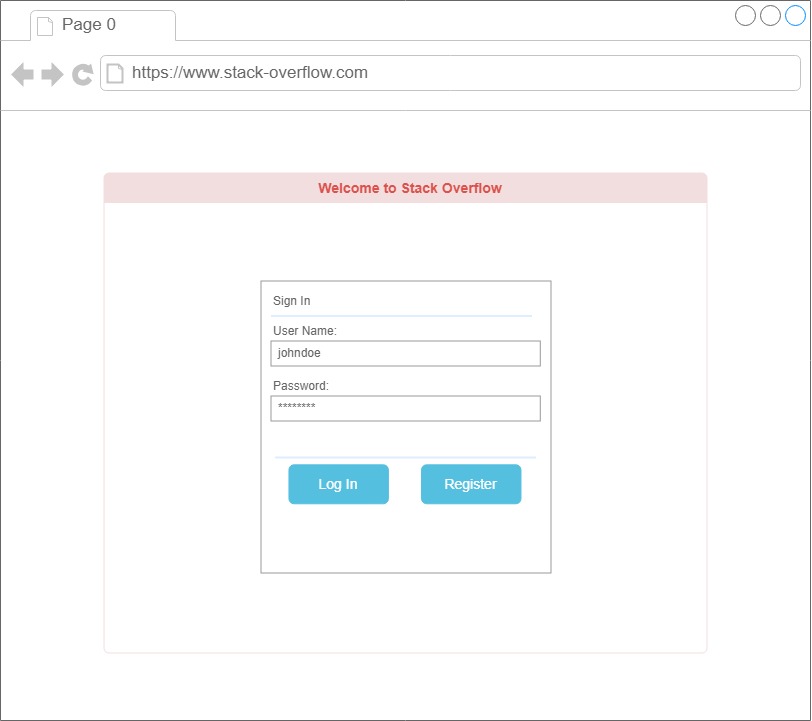 Page 0
https://www.stack-overflow.com
Welcome to Stack Overflow
Sign In
User Name:
johndoe
Password:
********
Log In
Register